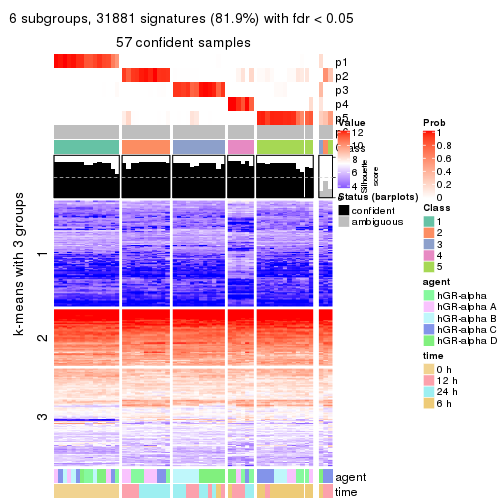 6 subgroups, 31881 signatures (81.9%) with fdr < 0.05
57 confident samples
p1
p2
p3
p4
p5
Value
12
10
6
4
Silhouette
score
Status (barplots)
confident
ambiguous
Prob
1
0.8
0.6
0.4
0.2
0
Class
1
2
3
4
5
agent
hGR-alpha
hGR-alpha A
hGR-alpha B
hGR-alpha C
hGR-alpha D
time
0 h
12 h
24 h
6 h
k-means with 3 groups
1
2
3
agent
time